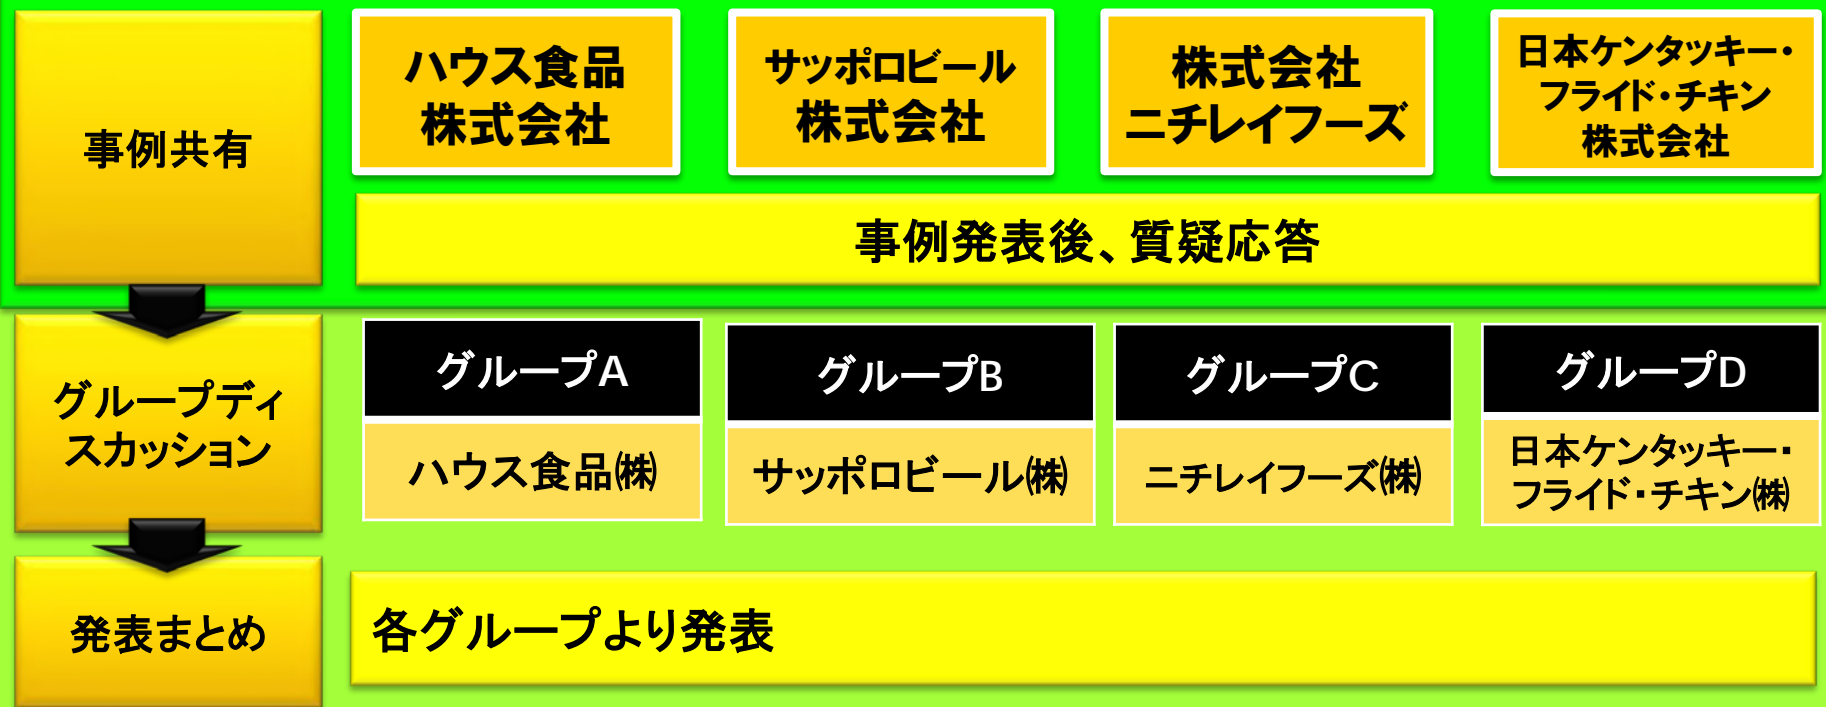 事例共有
ハウス食品
株式会社
サッポロビール
株式会社
株式会社
ニチレイフーズ
日本ケンタッキー・
フライド・チキン
株式会社
事例発表後、質疑応答
グループディ
スカッション
グループA
グループB
グループC
グループD
ハウス食品㈱
サッポロビール㈱
ニチレイフーズ㈱
日本ケンタッキー・
フライド・チキン㈱
発表まとめ
各グループより発表